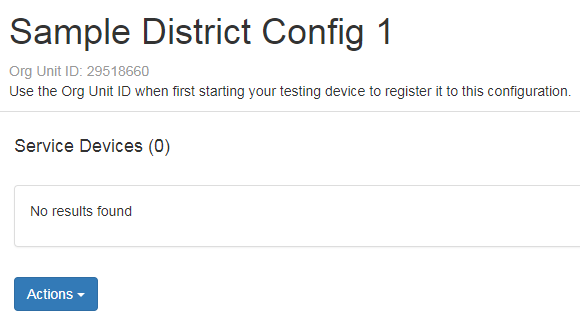 Sample District Config 1
Org Unit ID: 29518660
Use the Org Unit ID when first starting your testing device to register it to this configuration.
Service Devices (0)
No results found
Actions